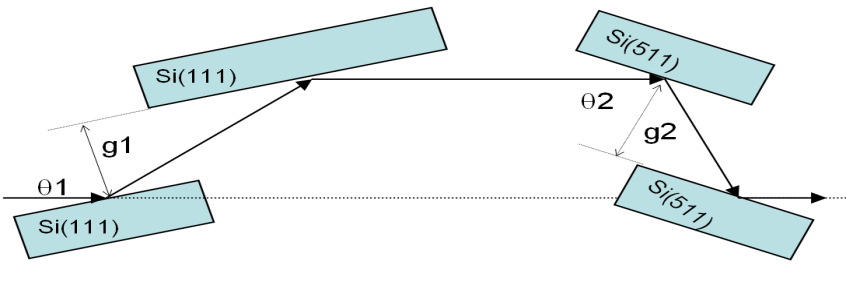 Si(111)
Si(511)
θ2
g1
g2
θ1
Si(111)
Si(511)